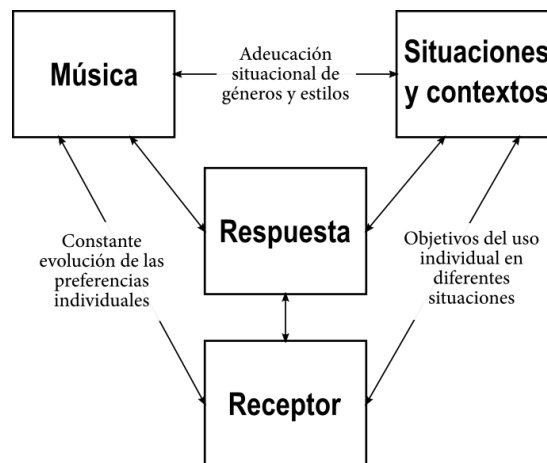 Música
Adeucación
situacional de
géneros y estilos
Situaciones
y contextos
Respuesta
Constante
evolución de las
preferencias
individuales
Objetivos del uso
individual en
diferentes
situaciones
Receptor